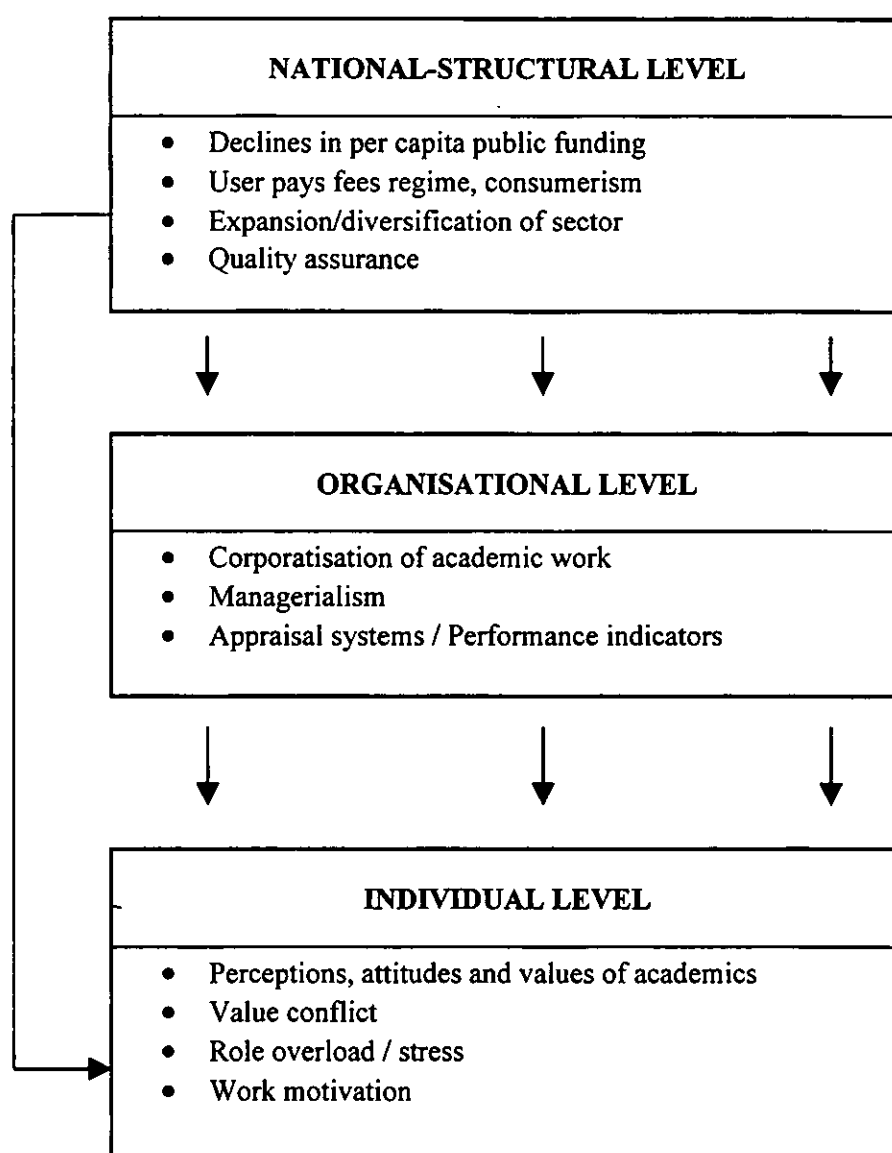 NATIONAL-STRUCTURAL LEVEL
• Declines in per capita public funding
• User pays fees regime, consumerism
• Expansion/diversification of sector
• Quality assurance
ORGANISATIONAL LEVEL
• Corporatisation of academic work
• Managerialism
• Appraisal systems / Performance indicators
INDIVIDUAL LEVEL
• Perceptions, attitudes and values of academics
• Value conflict
• Role overload / stress
• Work motivation